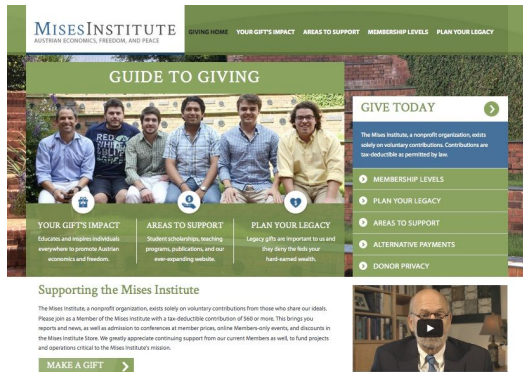 MISESINSTITUTE
AUSTRIAN ECONOMICS, FREEDOM, AND PEACE
GIVING HOME YOUR GIFT'S IMPACT AREAS TO SUPPORT MEMBERSHIP LEVELS PLAN YOUR LEGACY
GUIDE TO GIVING
RED
WHITE
& BLUE
YOUR GIFT'S IMPACT
Educates and inspires individuals
everywhere to promote Austrian
economics and freedom.
AREAS TO SUPPORT
Student scholarships, teaching
programs, publications, and our
ever-expanding website.
PLAN YOUR LEGACY
Legacy gifts are important to us and
they deny the feds your
hard-earned wealth.
GIVE TODAY
The Mises Institute, a nonprofit organization, exists
solely on voluntary contributions. Contributions are
tax-deductible as permitted by law.
MEMBERSHIP LEVELS
PLAN YOUR LEGACY
AREAS TO SUPPORT
ALTERNATIVE PAYMENTS
DONOR PRIVACY
Supporting the Mises Institute
The Mises Institute, a nonprofit organization, exists solely on voluntary contributions from those who share our ideals.
Please join as a Member of the Mises Institute with a tax-deductible contribution of $60 or more. This brings you
reports and news, as well as admission to conferences at member prices, online Members-only events, and discounts in
the Mises Institute Store. We greatly appreciate continuing support from our current Members as well, to fund projects
and operations critical to the Mises Institute's mission.
MAKE A GIFT